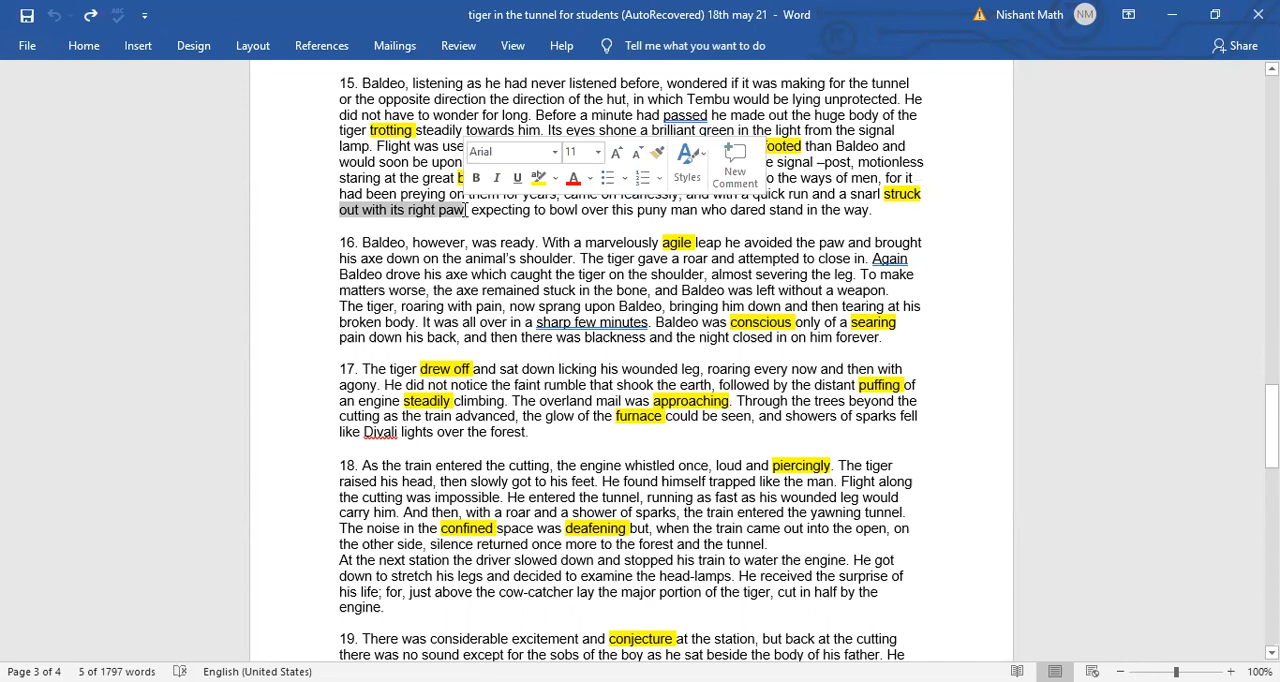 tiger in the tunnel for students (AutoRecovered) 18th may 21 - Word
Nishant Math
NM
File Home Insert Design Layout References Mailings Review View Help Tell me what you want to do Share
15. Baldeo, listening as he had never listened before, wondered if it was making for the tunnel
or the opposite direction the direction of the hut, in which Tembu would be lying unprotected. He
did not have to wonder for long. Before a minute had passed he made out the huge body of the
tiger trotting steadily towards him. Its eyes shone a brilliant green in the light from the signal
lamp. Flight was use footed than Baldeo and
would soon be upon e signal –post, motionless
staring at the great o the ways of men, for it
had been preying on them for years, came on fearlessly, and with a quick run and a snarl struck
out with its right paw, expecting to bowl over this puny man who dared stand in the way.
Arial 11
B I U A Styles New
Comment
16. Baldeo, however, was ready. With a marvelously agile leap he avoided the paw and brought
his axe down on the animal's shoulder. The tiger gave a roar and attempted to close in. Again
Baldeo drove his axe which caught the tiger on the shoulder, almost severing the leg. To make
matters worse, the axe remained stuck in the bone, and Baldeo was left without a weapon.
The tiger, roaring with pain, now sprang upon Baldeo, bringing him down and then tearing at his
broken body. It was all over in a sharp few minutes. Baldeo was conscious only of a searing
pain down his back, and then there was blackness and the night closed in on him forever.
17. The tiger drew off and sat down licking his wounded leg, roaring every now and then with
agony. He did not notice the faint rumble that shook the earth, followed by the distant puffing of
an engine steadily climbing. The overland mail was approaching. Through the trees beyond the
cutting as the train advanced, the glow of the furnace could be seen, and showers of sparks fell
like Divali lights over the forest.
18. As the train entered the cutting, the engine whistled once, loud and piercingly. The tiger
raised his head, then slowly got to his feet. He found himself trapped like the man. Flight along
the cutting was impossible. He entered the tunnel, running as fast as his wounded leg would
carry him. And then, with a roar and a shower of sparks, the train entered the yawning tunnel.
The noise in the confined space was deafening but, when the train came out into the open, on
the other side, silence returned once more to the forest and the tunnel.
At the next station the driver slowed down and stopped his train to water the engine. He got
down to stretch his legs and decided to examine the head-lamps. He received the surprise of
his life; for, just above the cow-catcher lay the major portion of the tiger, cut in half by the
engine.
19. There was considerable excitement and conjecture at the station, but back at the cutting
there was no sound except for the sobs of the boy as he sat beside the body of his father. He
Page 3 of 4 5 of 1797 words English (United States) 100%